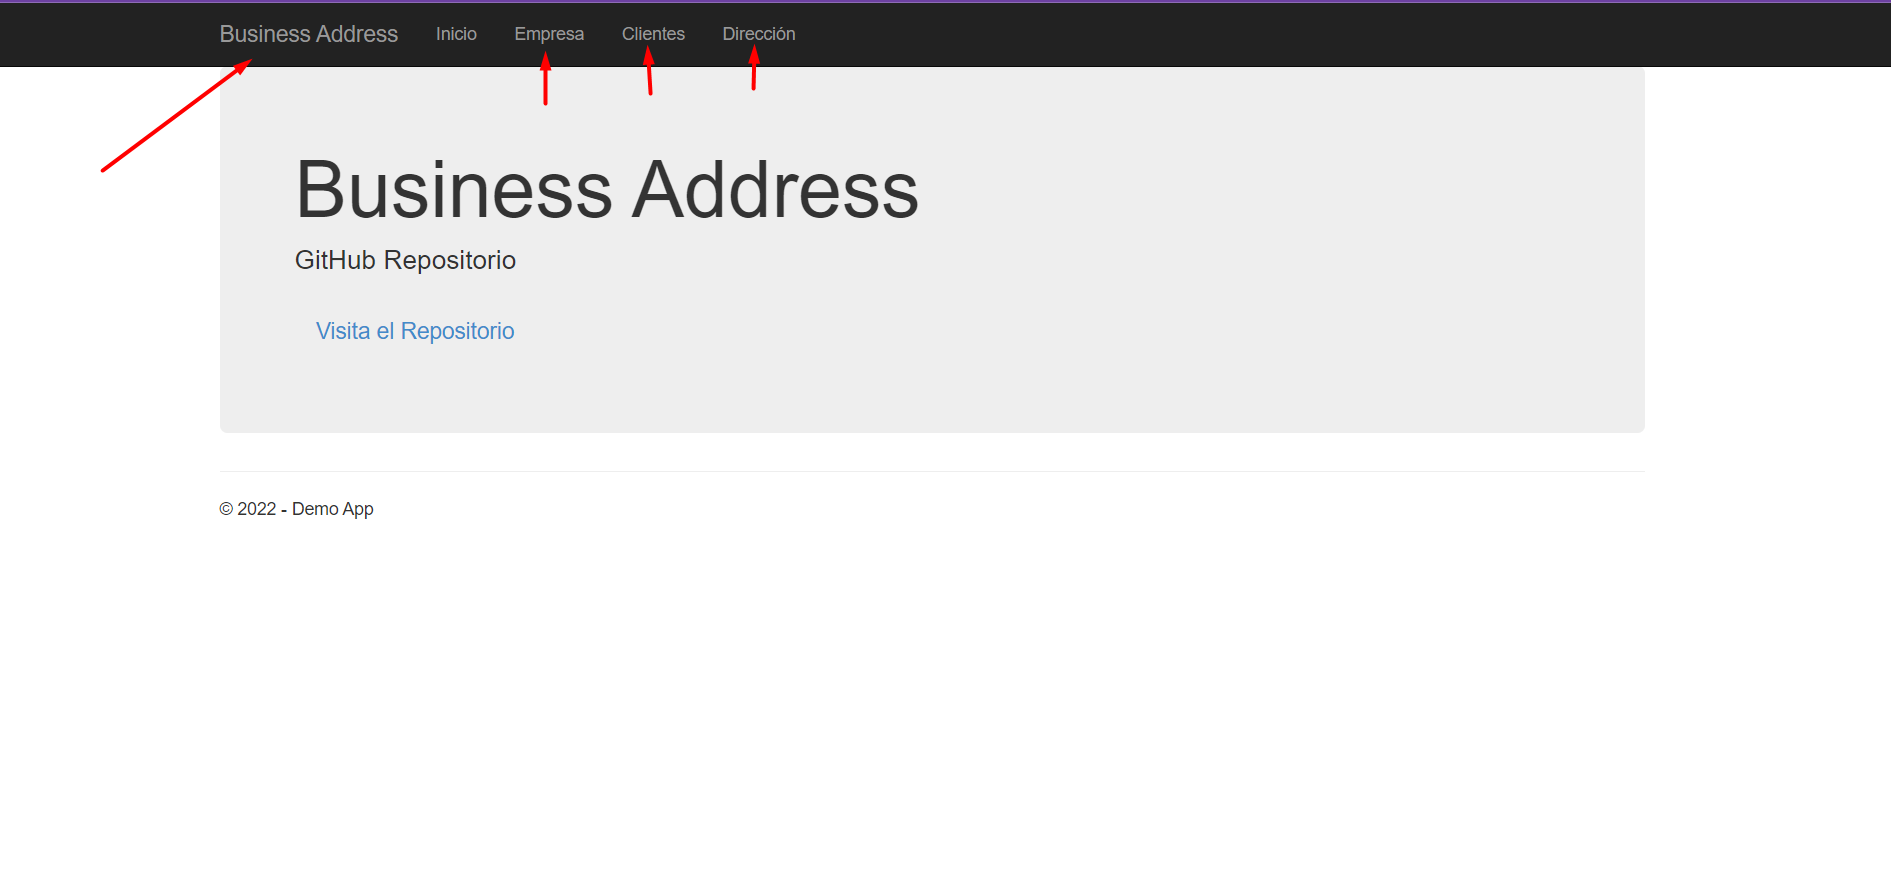 Business Address Inicio Empresa Clientes Dirección
Business Address
GitHub Repositorio
Visita el Repositorio
© 2022 - Demo App